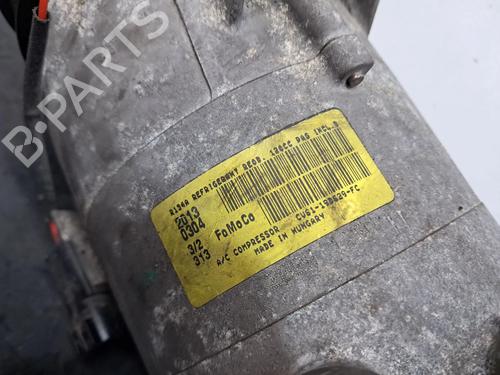 R134A REFRIGERANT REQD. 120CC PAG INCL.
2013
0304
3/2
313
FoMoCo
CV61-19D629-FC
A/C COMPRESSOR
MADE IN HUNGARY
B-PARTS